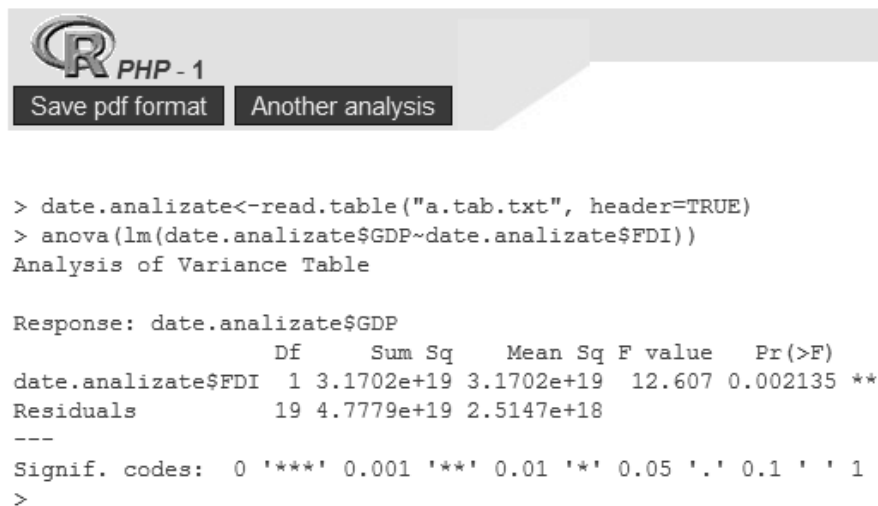 R PHP - 1
Save pdf format Another analysis
> date.analizate<-read.table("a.tab.txt", header=TRUE)
> anova(lm(date.analizate$GDP~date.analizate$FDI))
Analysis of Variance Table
Response: date.analizate$GDP
                    Df     Sum Sq    Mean Sq F value   Pr(>F)
date.analizate$FDI  1 3.1702e+19 3.1702e+19  12.607 0.002135 **
Residuals          19 4.7779e+19 2.5147e+18
---
Signif. codes:  0 '***' 0.001 '**' 0.01 '*' 0.05 '.' 0.1 ' ' 1
>